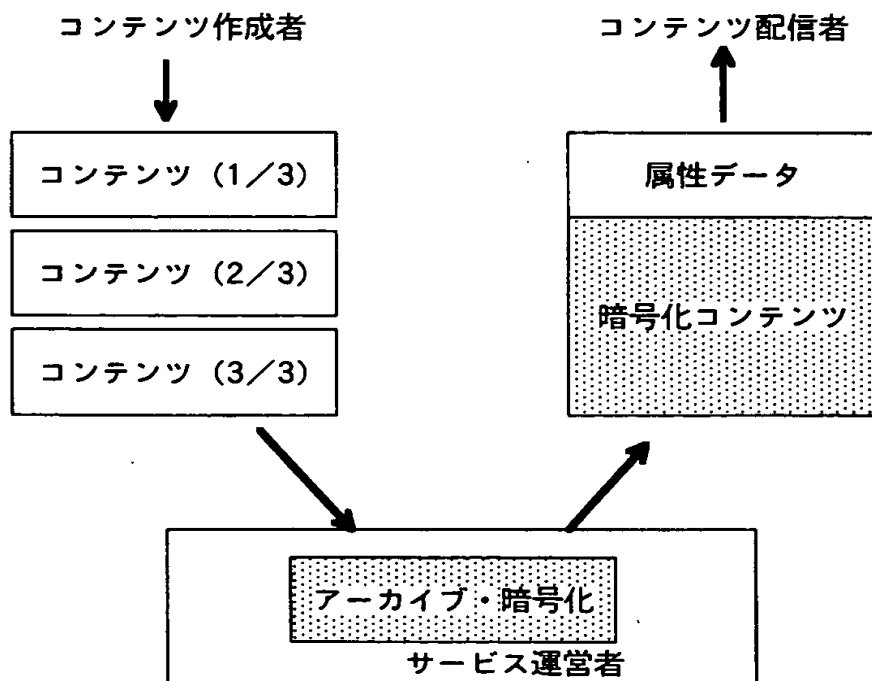 コンテンツ作成者
コンテンツ配信者
コンテンツ（1／3）
コンテンツ（2／3）
コンテンツ（3／3）
属性データ
暗号化コンテンツ
アーカイブ・暗号化
サービス運営者